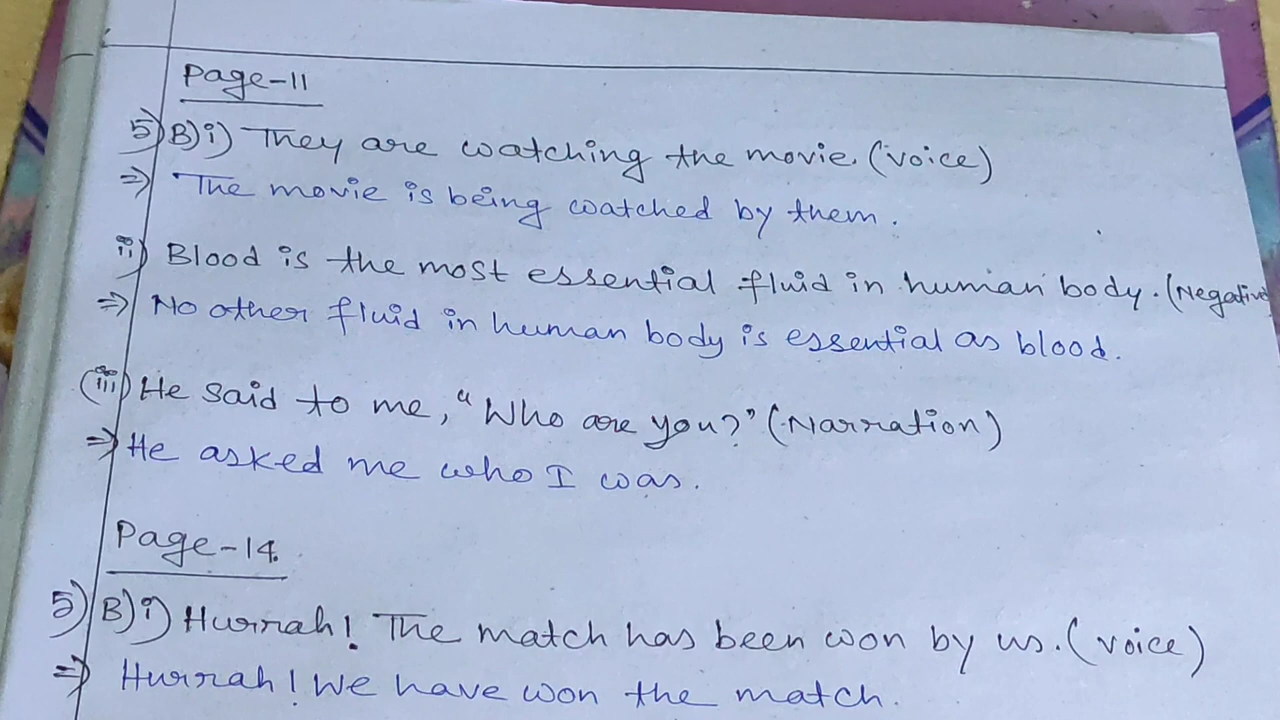 Page-11
5) B) i) They are watching the movie. (voice)
⇒ The movie is being watched by them.
ii) Blood is the most essential fluid in human body. (Negative
⇒ No other fluid in human body is essential as blood.
(iii) He said to me, "Who are you?" (Narration)
⇒ He asked me who I was.
Page-14.
5) B) i) Hurrah! The match has been won by us. (voice)
⇒ Hurrah! We have won the match.